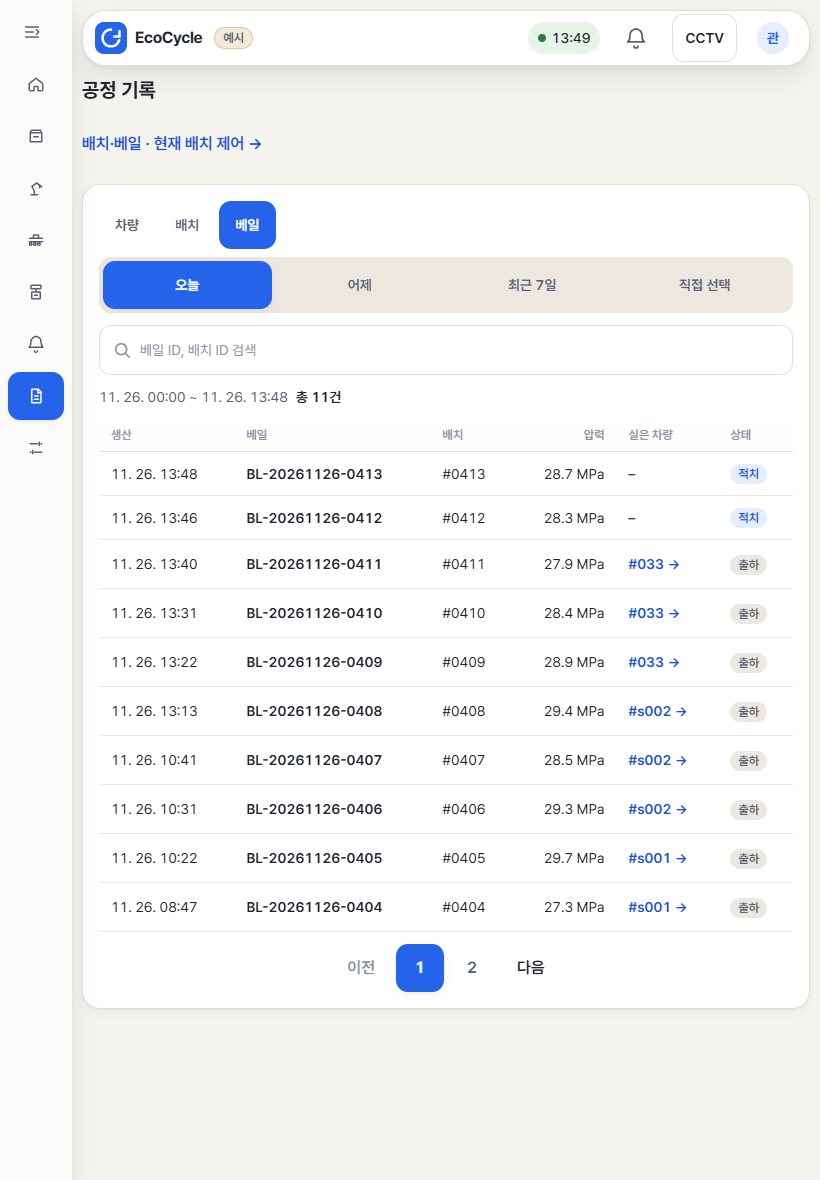 EcoCycle 예시 13:49 CCTV 관
공정 기록
배치·베일 · 현재 배치 제어 →
차량 배치 베일
오늘 어제 최근 7일 직접 선택
베일 ID, 배치 ID 검색
11. 26. 00:00 ~ 11. 26. 13:48 총 11건
생산 베일 배치 압력 실은 차량 상태
11. 26. 13:48 BL-20261126-0413 #0413 28.7 MPa – 적치
11. 26. 13:46 BL-20261126-0412 #0412 28.3 MPa – 적치
11. 26. 13:40 BL-20261126-0411 #0411 27.9 MPa #033 → 출하
11. 26. 13:31 BL-20261126-0410 #0410 28.4 MPa #033 → 출하
11. 26. 13:22 BL-20261126-0409 #0409 28.9 MPa #033 → 출하
11. 26. 13:13 BL-20261126-0408 #0408 29.4 MPa #s002 → 출하
11. 26. 10:41 BL-20261126-0407 #0407 28.5 MPa #s002 → 출하
11. 26. 10:31 BL-20261126-0406 #0406 29.3 MPa #s002 → 출하
11. 26. 10:22 BL-20261126-0405 #0405 29.7 MPa #s001 → 출하
11. 26. 08:47 BL-20261126-0404 #0404 27.3 MPa #s001 → 출하
이전 1 2 다음